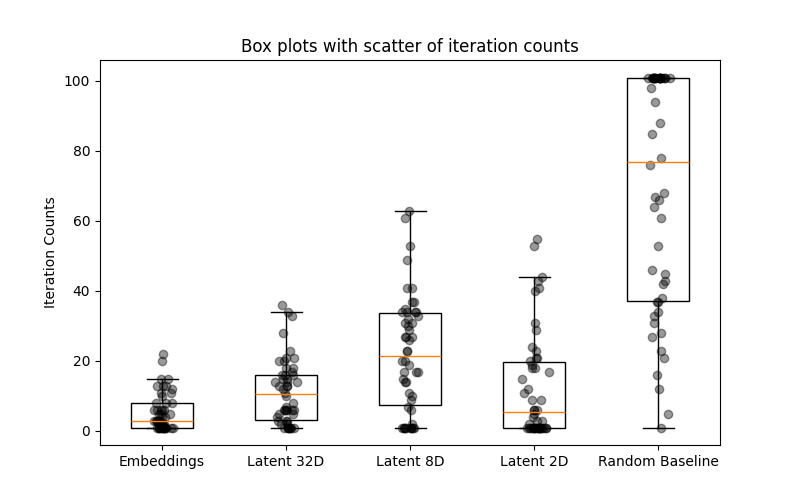 Box plots with scatter of iteration counts
100
80
60
40
20
0
Iteration Counts
Embeddings
Latent 32D
Latent 8D
Latent 2D
Random Baseline